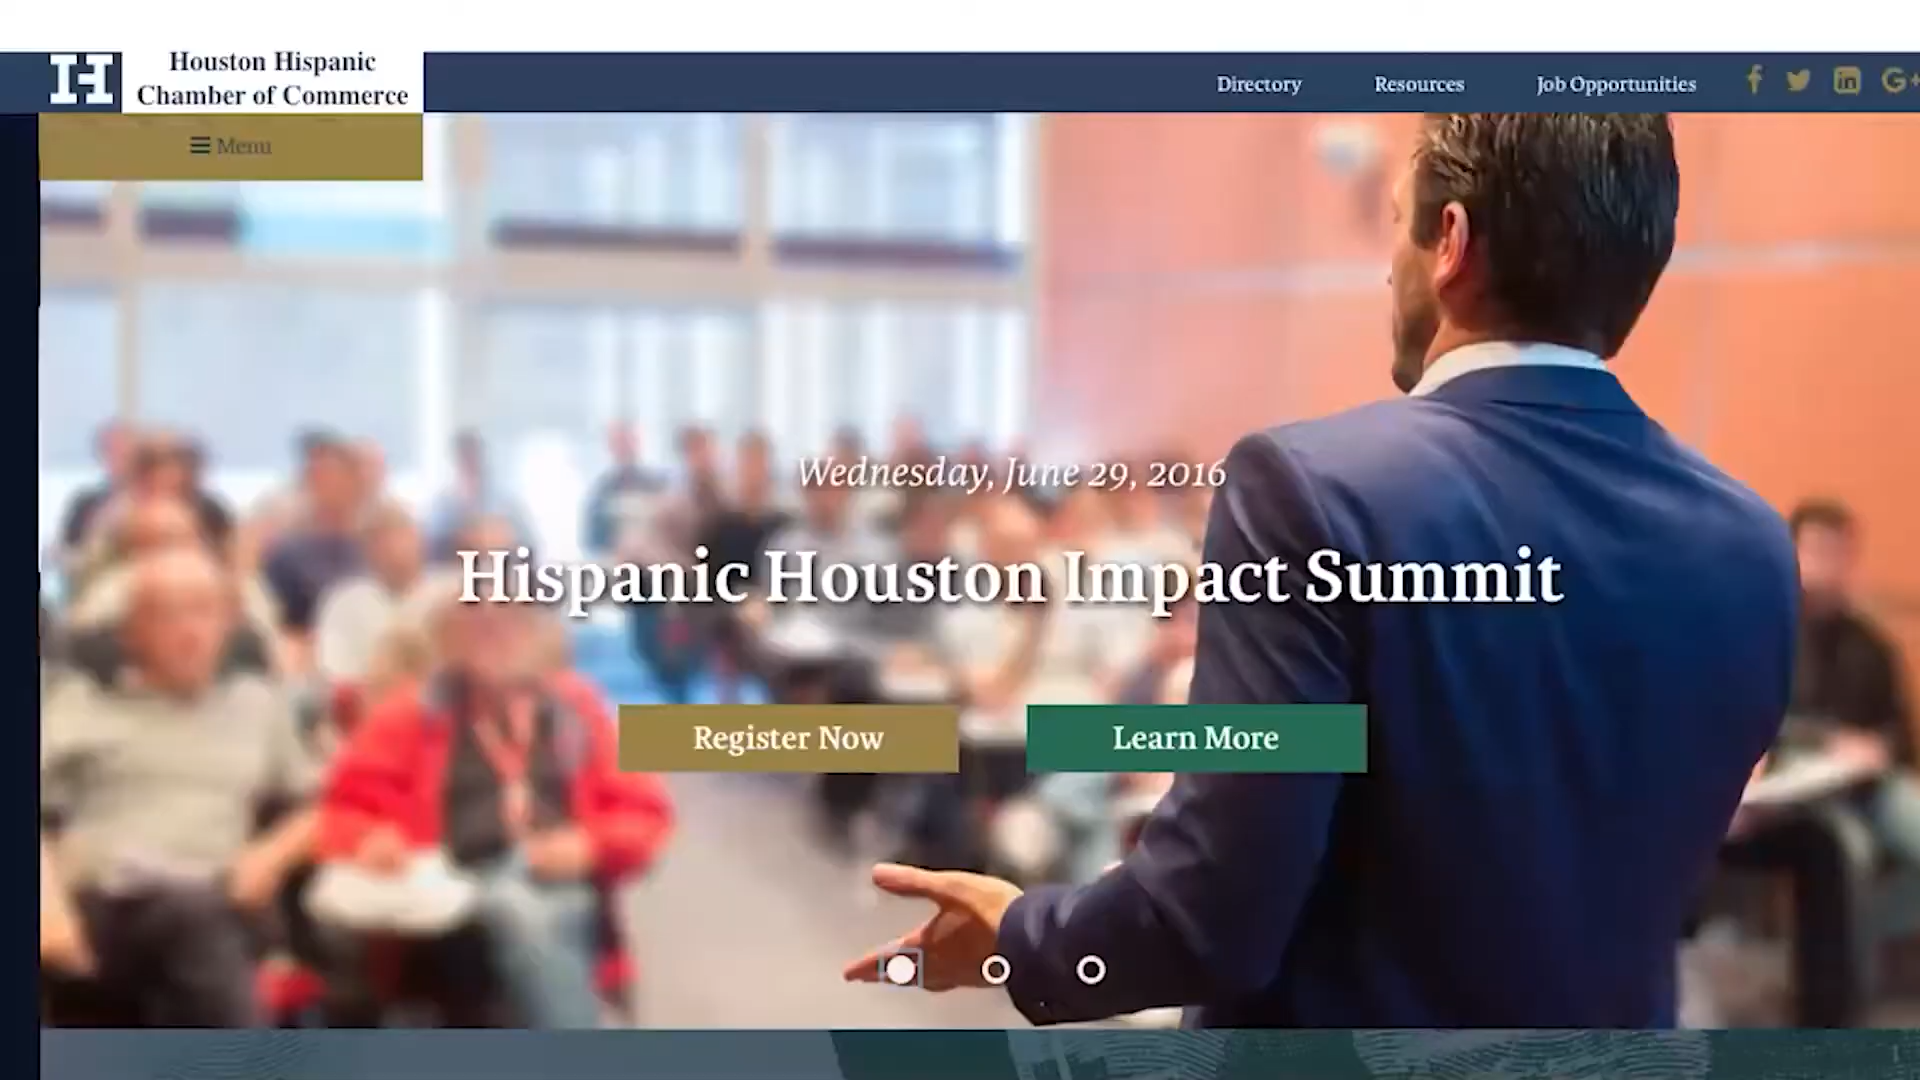 H
Houston Hispanic
Chamber of Commerce
Directory
Resources
Job Opportunities
Menu
Wednesday, June 29, 2016
Hispanic Houston Impact Summit
Register Now
Learn More